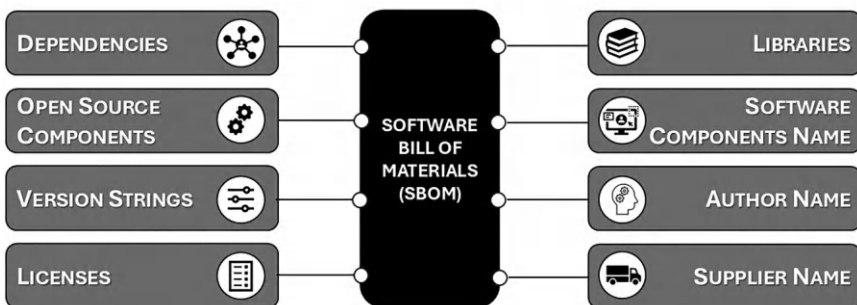 DEPENDENCIES
OPEN SOURCE
COMPONENTS
VERSION STRINGS
LICENSES
SOFTWARE
BILL OF
MATERIALS
(SBOM)
LIBRARIES
SOFTWARE
COMPONENTS NAME
AUTHOR NAME
SUPPLIER NAME